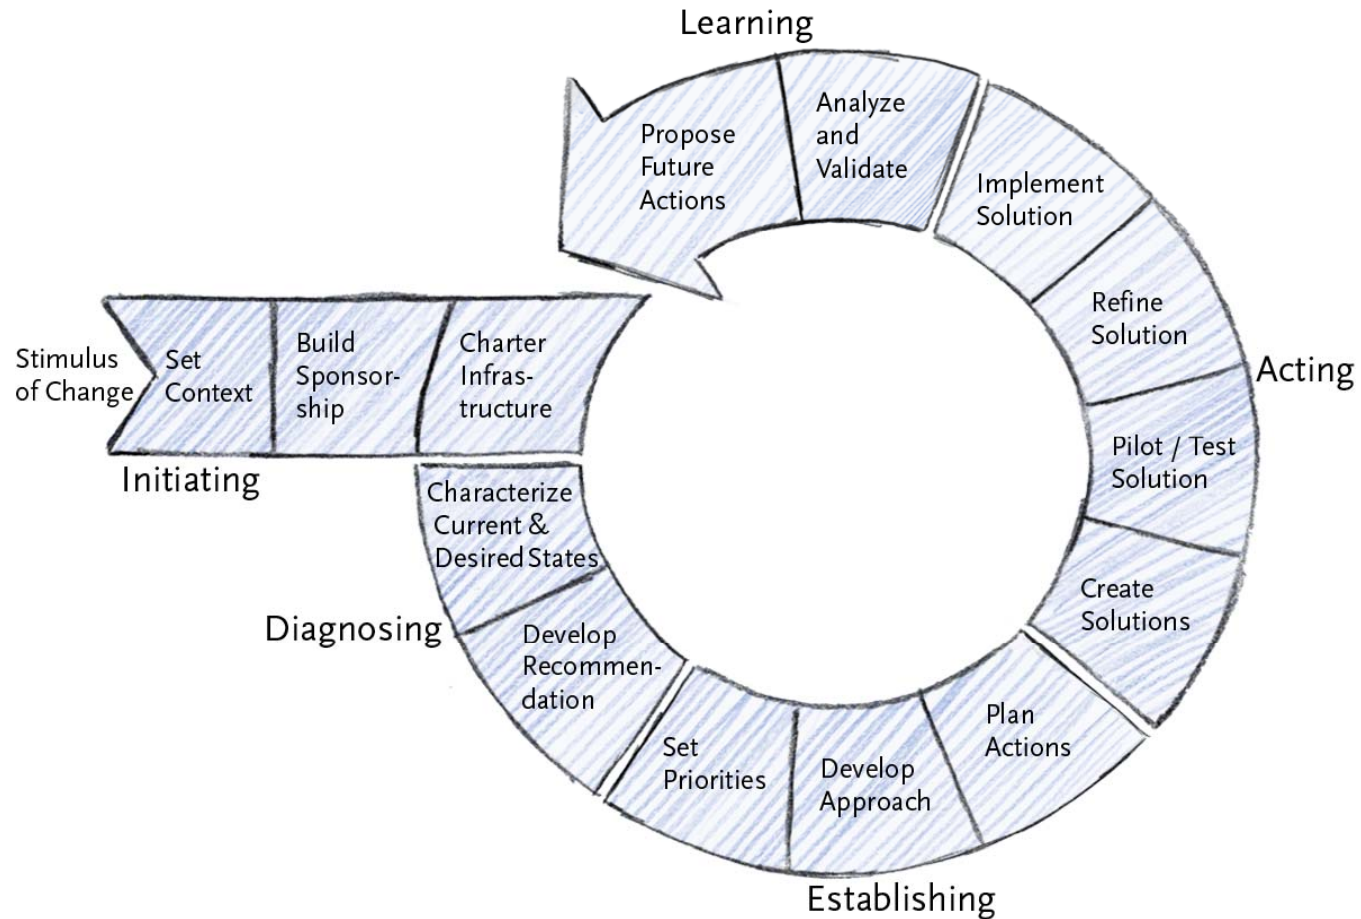 Learning
Propose
Future
Actions
Analyze
and
Validate
Implement
Solution
Refine
Solution
Acting
Pilot / Test
Solution
Create
Solutions
Stimulus
of Change
Set
Context
Build
Sponsor-
ship
Charter
Infras-
tructure
Initiating
Characterize
Current &
Desired States
Diagnosing
Develop
Recommen-
dation
Set
Priorities
Develop
Approach
Plan
Actions
Establishing